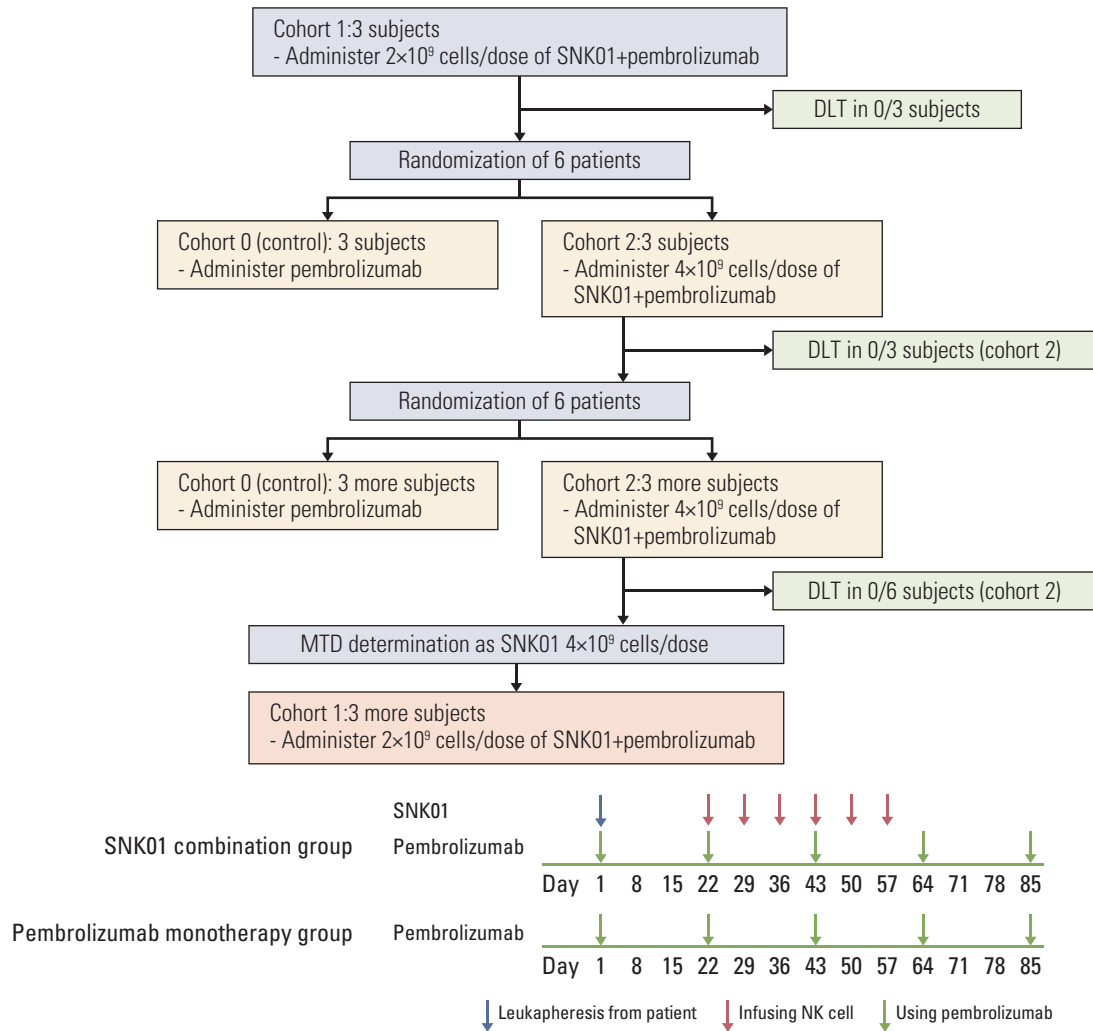 Cohort 1:3 subjects
- Administer 2×10⁹ cells/dose of SNK01+pembrolizumab
DLT in 0/3 subjects
Randomization of 6 patients
Cohort 0 (control): 3 subjects
- Administer pembrolizumab
Cohort 2:3 subjects
- Administer 4×10⁹ cells/dose of
SNK01+pembrolizumab
DLT in 0/3 subjects (cohort 2)
Randomization of 6 patients
Cohort 0 (control): 3 more subjects
- Administer pembrolizumab
Cohort 2:3 more subjects
- Administer 4×10⁹ cells/dose of
SNK01+pembrolizumab
DLT in 0/6 subjects (cohort 2)
MTD determination as SNK01 4×10⁹ cells/dose
Cohort 1:3 more subjects
- Administer 2×10⁹ cells/dose of SNK01+pembrolizumab
SNK01
SNK01 combination group Pembrolizumab
Day 1 8 15 22 29 36 43 50 57 64 71 78 85
Pembrolizumab monotherapy group Pembrolizumab
Day 1 8 15 22 29 36 43 50 57 64 71 78 85
Leukapheresis from patient Infusing NK cell Using pembrolizumab